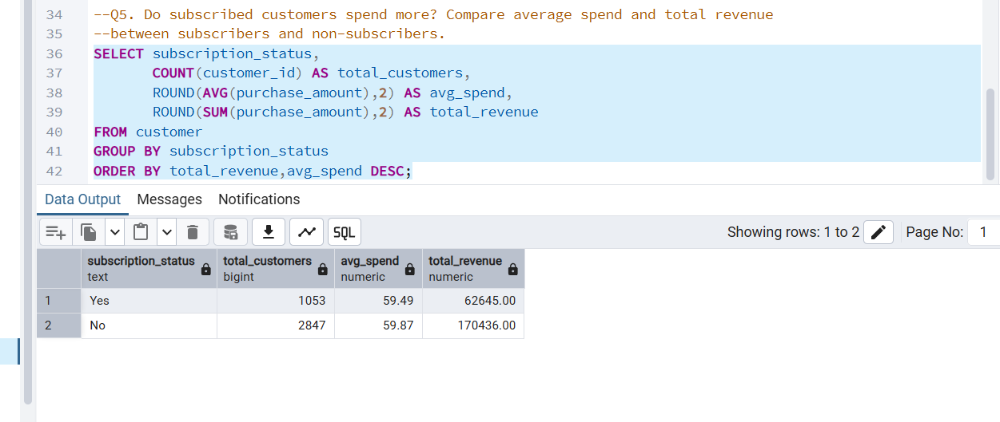 34 --Q5. Do subscribed customers spend more? Compare average spend and total revenue
35 --between subscribers and non-subscribers.
36 SELECT subscription_status,
37 COUNT(customer_id) AS total_customers,
38 ROUND(AVG(purchase_amount),2) AS avg_spend,
39 ROUND(SUM(purchase_amount),2) AS total_revenue
40 FROM customer
41 GROUP BY subscription_status
42 ORDER BY total_revenue,avg_spend DESC;
Data Output Messages Notifications
SQL Showing rows: 1 to 2 Page No: 1
subscription_status total_customers avg_spend total_revenue
text bigint numeric numeric
1 Yes 1053 59.49 62645.00
2 No 2847 59.87 170436.00